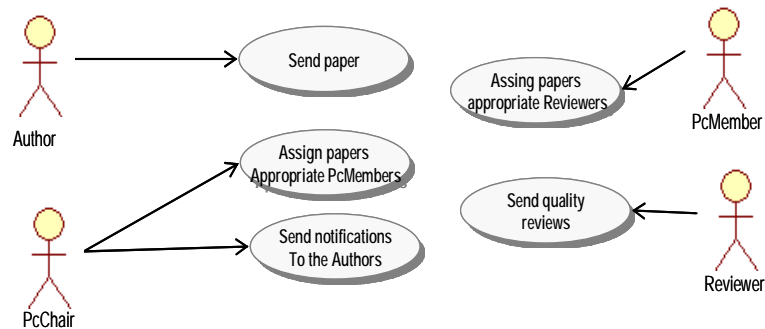 Send paper
Author
Assign papers
Appropriate PcMembers
Send notifications
To the Authors
PcChair
Assing papers
appropriate Reviewers
PcMember
Send quality
reviews
Reviewer